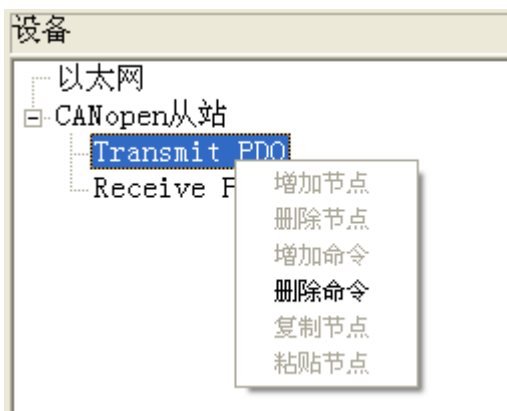 设备
以太网
CANopen从站
Transmit PDO
Receive
增加节点
删除节点
增加命令
删除命令
复制节点
粘贴节点